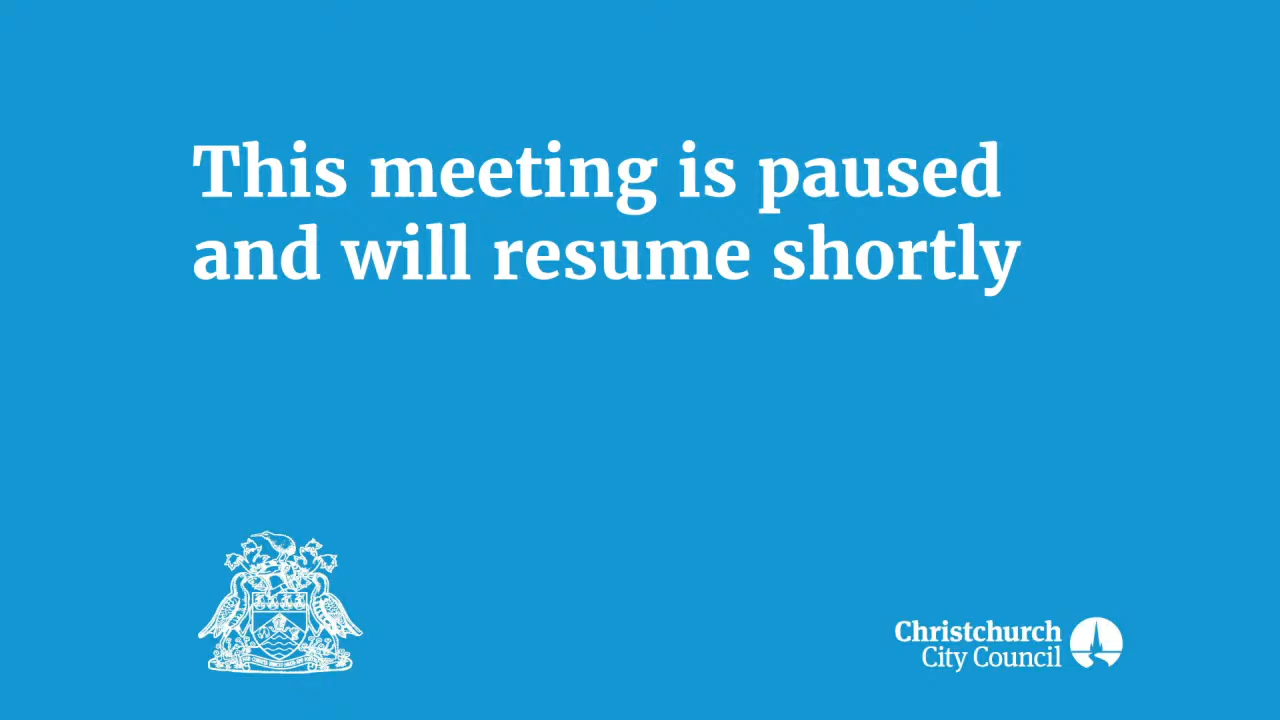 This meeting is paused
and will resume shortly
Christchurch
City Council